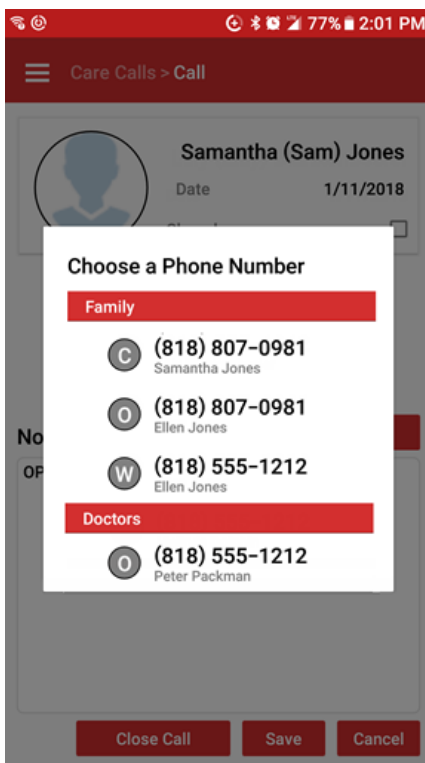 77% 2:01 PM
Care Calls > Call
Samantha (Sam) Jones
Date 1/11/2018
Choose a Phone Number
Family
C (818) 807-0981
Samantha Jones
O (818) 807-0981
Ellen Jones
No
W (818) 555-1212
OP
Ellen Jones
Doctors
O (818) 555-1212
Peter Packman
Close Call Save Cancel